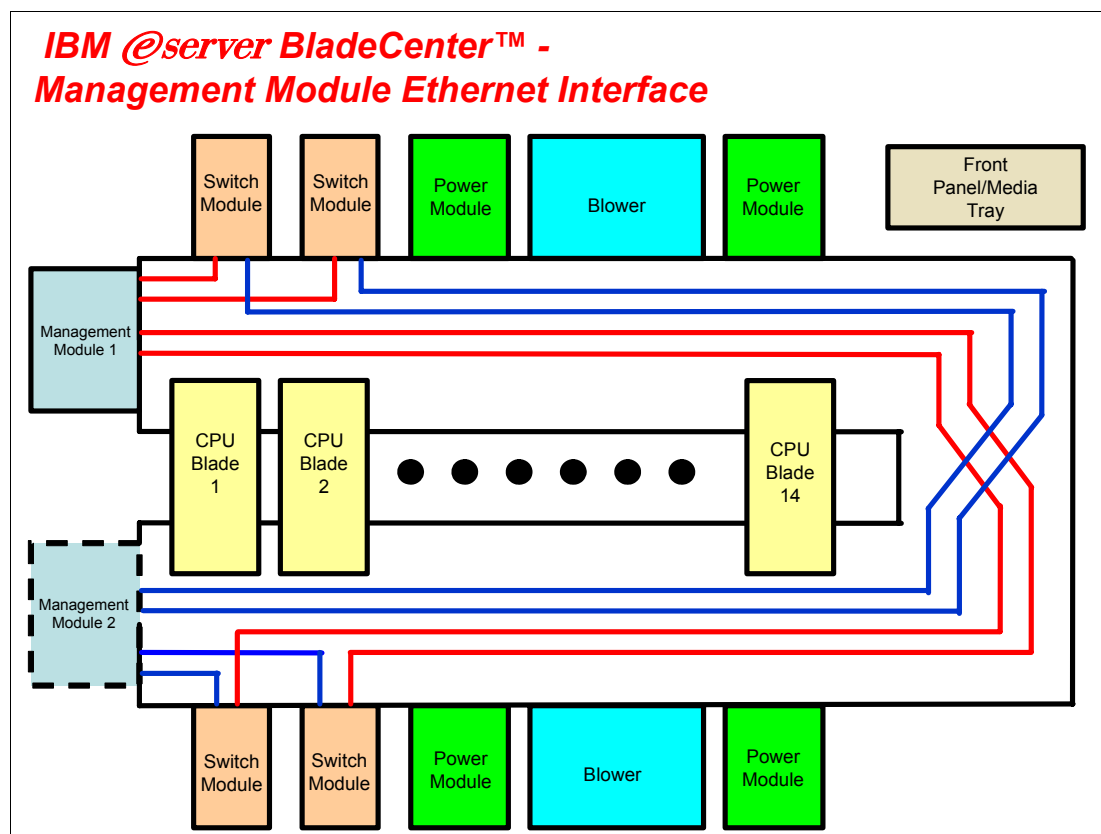 IBM @server BladeCenter™ -
Management Module Ethernet Interface
Switch
Module
Switch
Module
Power
Module
Blower
Power
Module
Front
Panel/Media
Tray
Management
Module 1
CPU
Blade
1
CPU
Blade
2
CPU
Blade
14
Management
Module 2
Switch
Module
Switch
Module
Power
Module
Blower
Power
Module